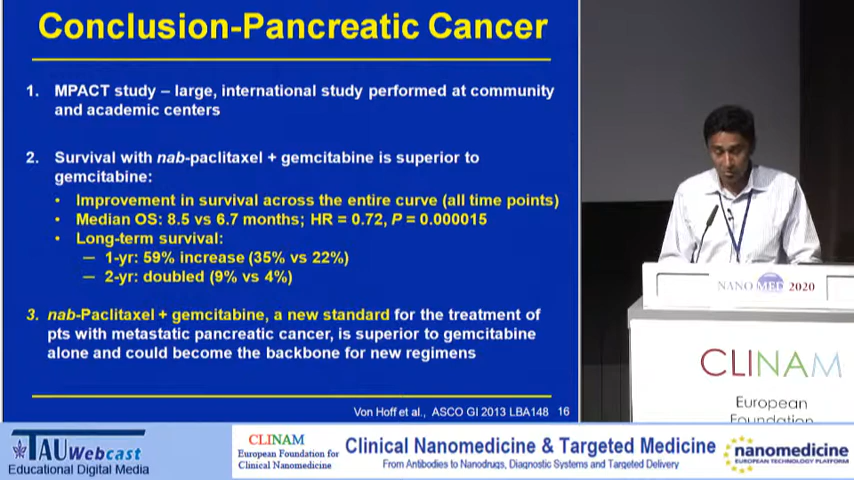 Conclusion-Pancreatic Cancer
1. MPACT study – large, international study performed at community
and academic centers
2. Survival with nab-paclitaxel + gemcitabine is superior to
gemcitabine:
• Improvement in survival across the entire curve (all time points)
• Median OS: 8.5 vs 6.7 months; HR = 0.72, P = 0.000015
• Long-term survival:
– 1-yr: 59% increase (35% vs 22%)
– 2-yr: doubled (9% vs 4%)
3. nab-Paclitaxel + gemcitabine, a new standard for the treatment of
pts with metastatic pancreatic cancer, is superior to gemcitabine
alone and could become the backbone for new regimens
Von Hoff et al., ASCO GI 2013 LBA148 16
NANO MED 2020
CLINAM
European
Foundation
TAU Webcast
Educational Digital Media
CLINAM
European Foundation for
Clinical Nanomedicine
Clinical Nanomedicine & Targeted Medicine
From Antibodies to Nanodrugs, Diagnostic Systems and Targeted Delivery
nanomedicine
EUROPEAN TECHNOLOGY PLATFORM